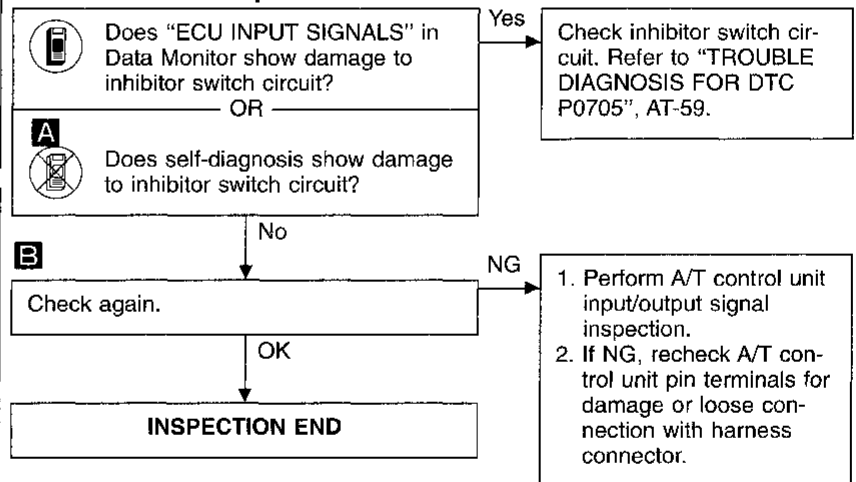 Does “ECU INPUT SIGNALS” in
Data Monitor show damage to
inhibitor switch circuit?
OR
A
Does self-diagnosis show damage
to inhibitor switch circuit?
Yes
Check inhibitor switch cir-
cuit. Refer to “TROUBLE
DIAGNOSIS FOR DTC
P0705”, AT-59.
No
B
Check again.
NG
1. Perform A/T control unit
input/output signal
inspection.
2. If NG, recheck A/T con-
trol unit pin terminals for
damage or loose con-
nection with harness
connector.
OK
INSPECTION END